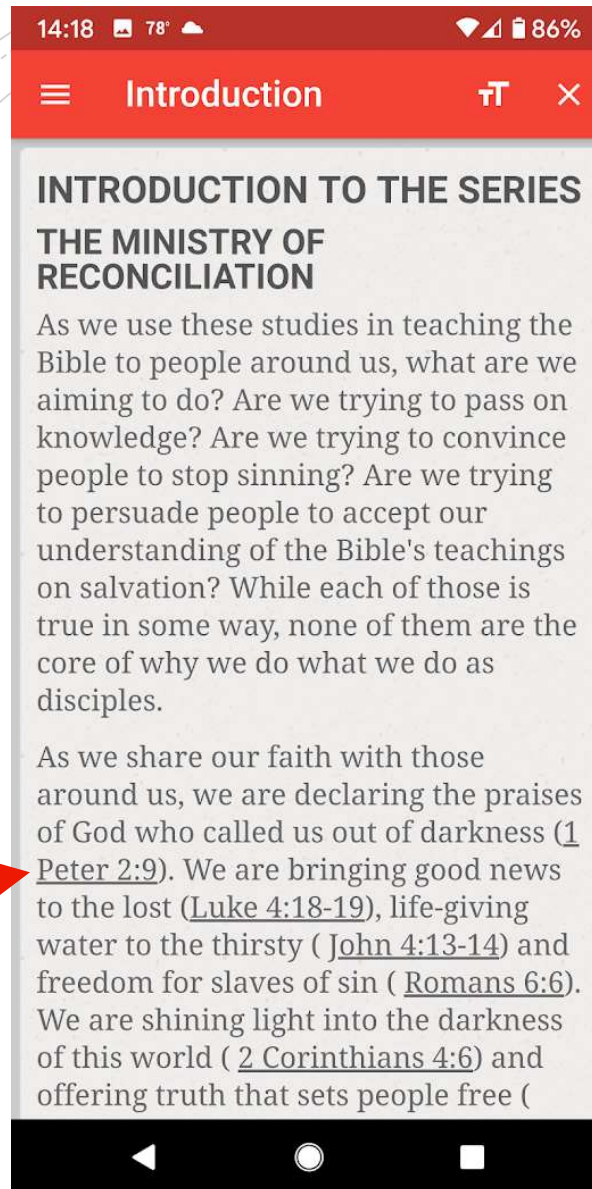 14:18 78° 86%
Introduction TT
INTRODUCTION TO THE SERIES
THE MINISTRY OF
RECONCILIATION
As we use these studies in teaching the
Bible to people around us, what are we
aiming to do? Are we trying to pass on
knowledge? Are we trying to convince
people to stop sinning? Are we trying
to persuade people to accept our
understanding of the Bible's teachings
on salvation? While each of those is
true in some way, none of them are the
core of why we do what we do as
disciples.
As we share our faith with those
around us, we are declaring the praises
of God who called us out of darkness (1
Peter 2:9). We are bringing good news
to the lost (Luke 4:18-19), life-giving
water to the thirsty ( John 4:13-14) and
freedom for slaves of sin ( Romans 6:6).
We are shining light into the darkness
of this world ( 2 Corinthians 4:6) and
offering truth that sets people free (